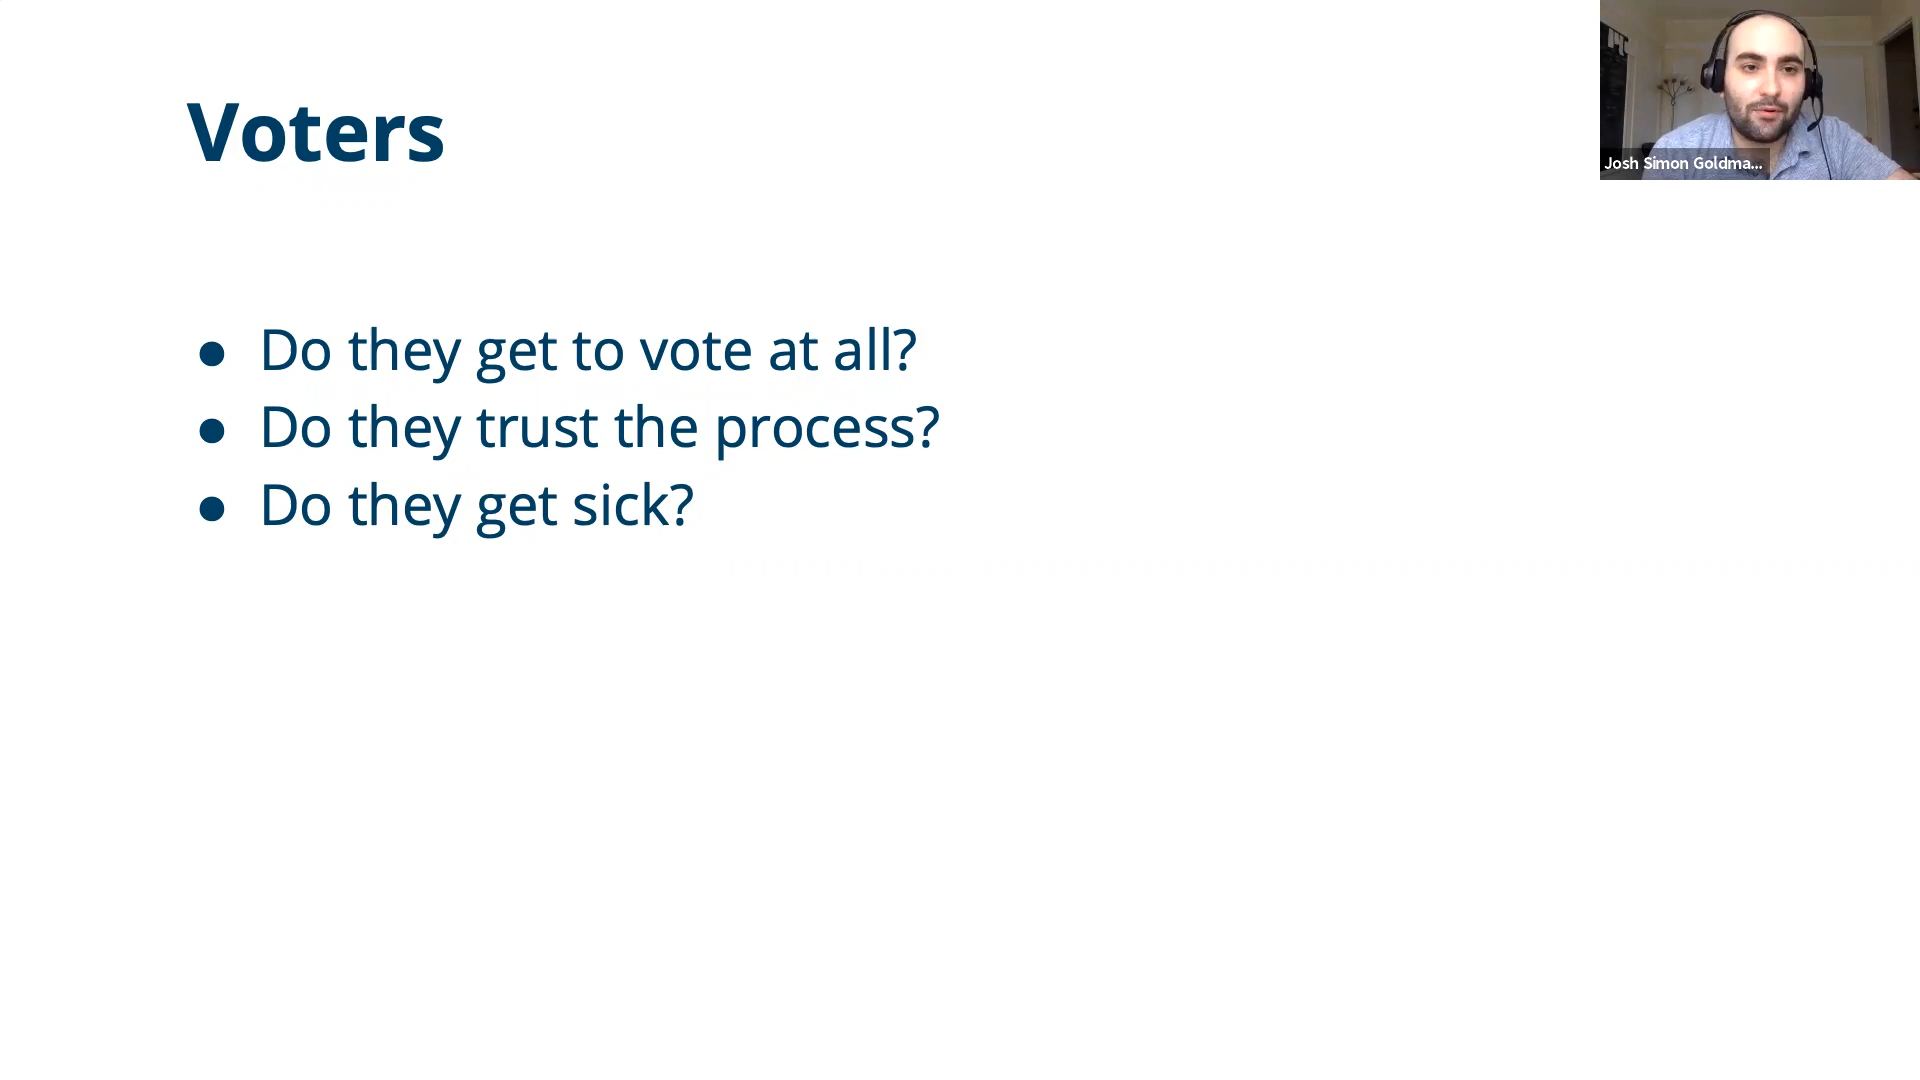 Voters
● Do they get to vote at all?
● Do they trust the process?
● Do they get sick?
Josh Simon Goldma...